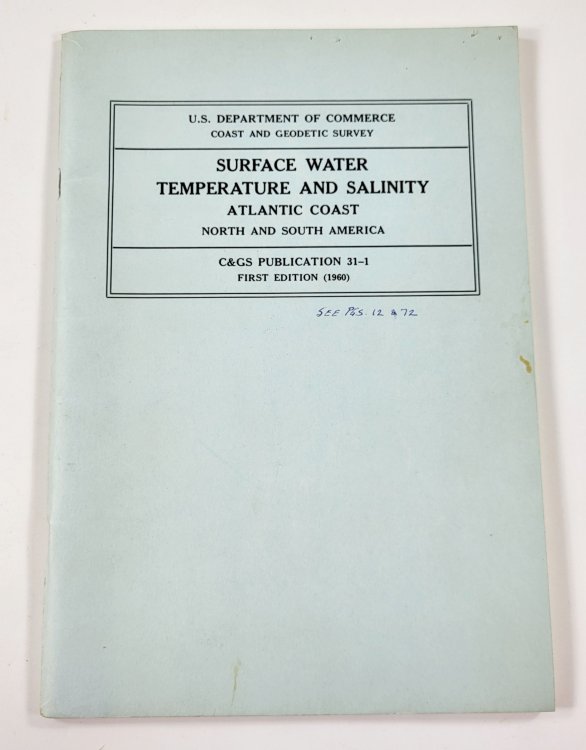 U.S. DEPARTMENT OF COMMERCE
COAST AND GEODETIC SURVEY
SURFACE WATER
TEMPERATURE AND SALINITY
ATLANTIC COAST
NORTH AND SOUTH AMERICA
C&GS PUBLICATION 31-1
FIRST EDITION (1960)
SEE PGS. 12 & 72